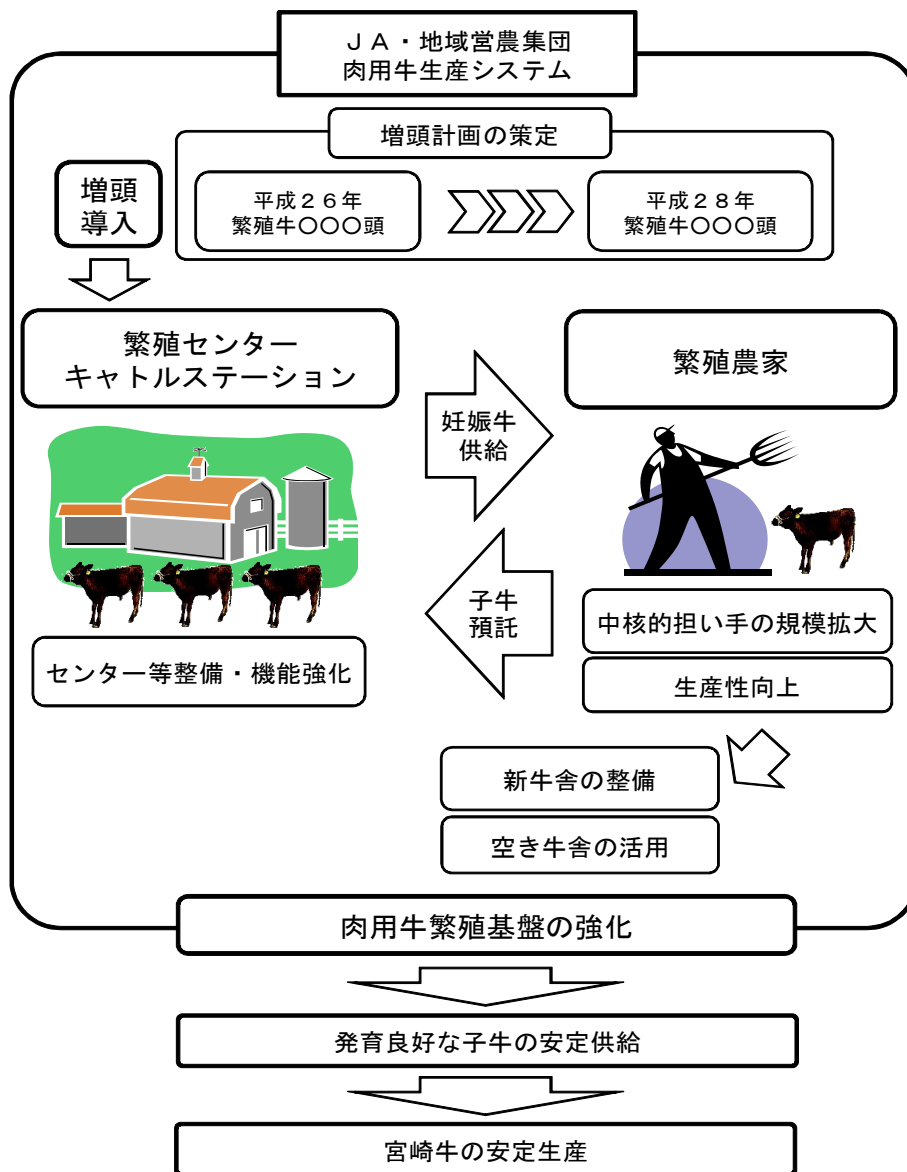 ＪＡ・地域営農集団
肉用牛生産システム
増頭計画の策定
増頭
導入
平成２６年
繁殖牛〇〇〇頭
平成２８年
繁殖牛〇〇〇頭
繁殖センター
キャトルステーション
繁殖農家
妊娠牛
供給
子牛
預託
中核的担い手の規模拡大
センター等整備・機能強化
生産性向上
新牛舎の整備
空き牛舎の活用
肉用牛繁殖基盤の強化
発育良好な子牛の安定供給
宮崎牛の安定生産